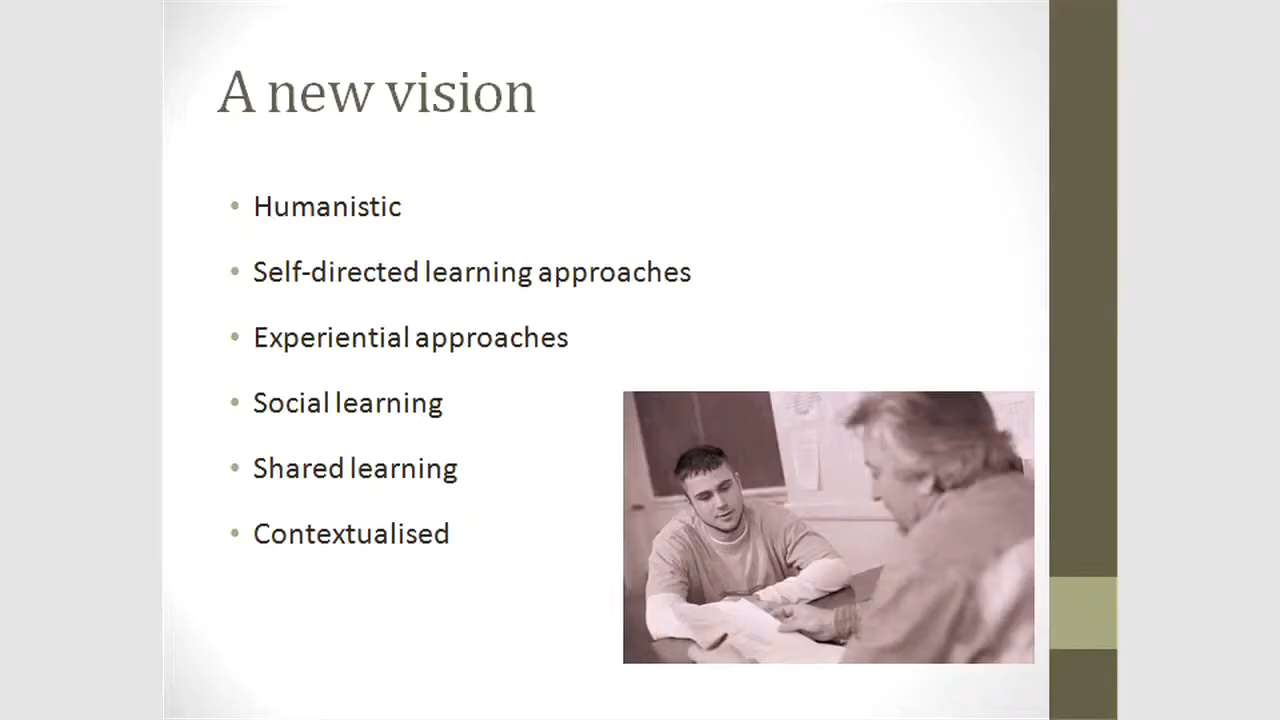 A new vision
• Humanistic
• Self-directed learning approaches
• Experiential approaches
• Social learning
• Shared learning
• Contextualised